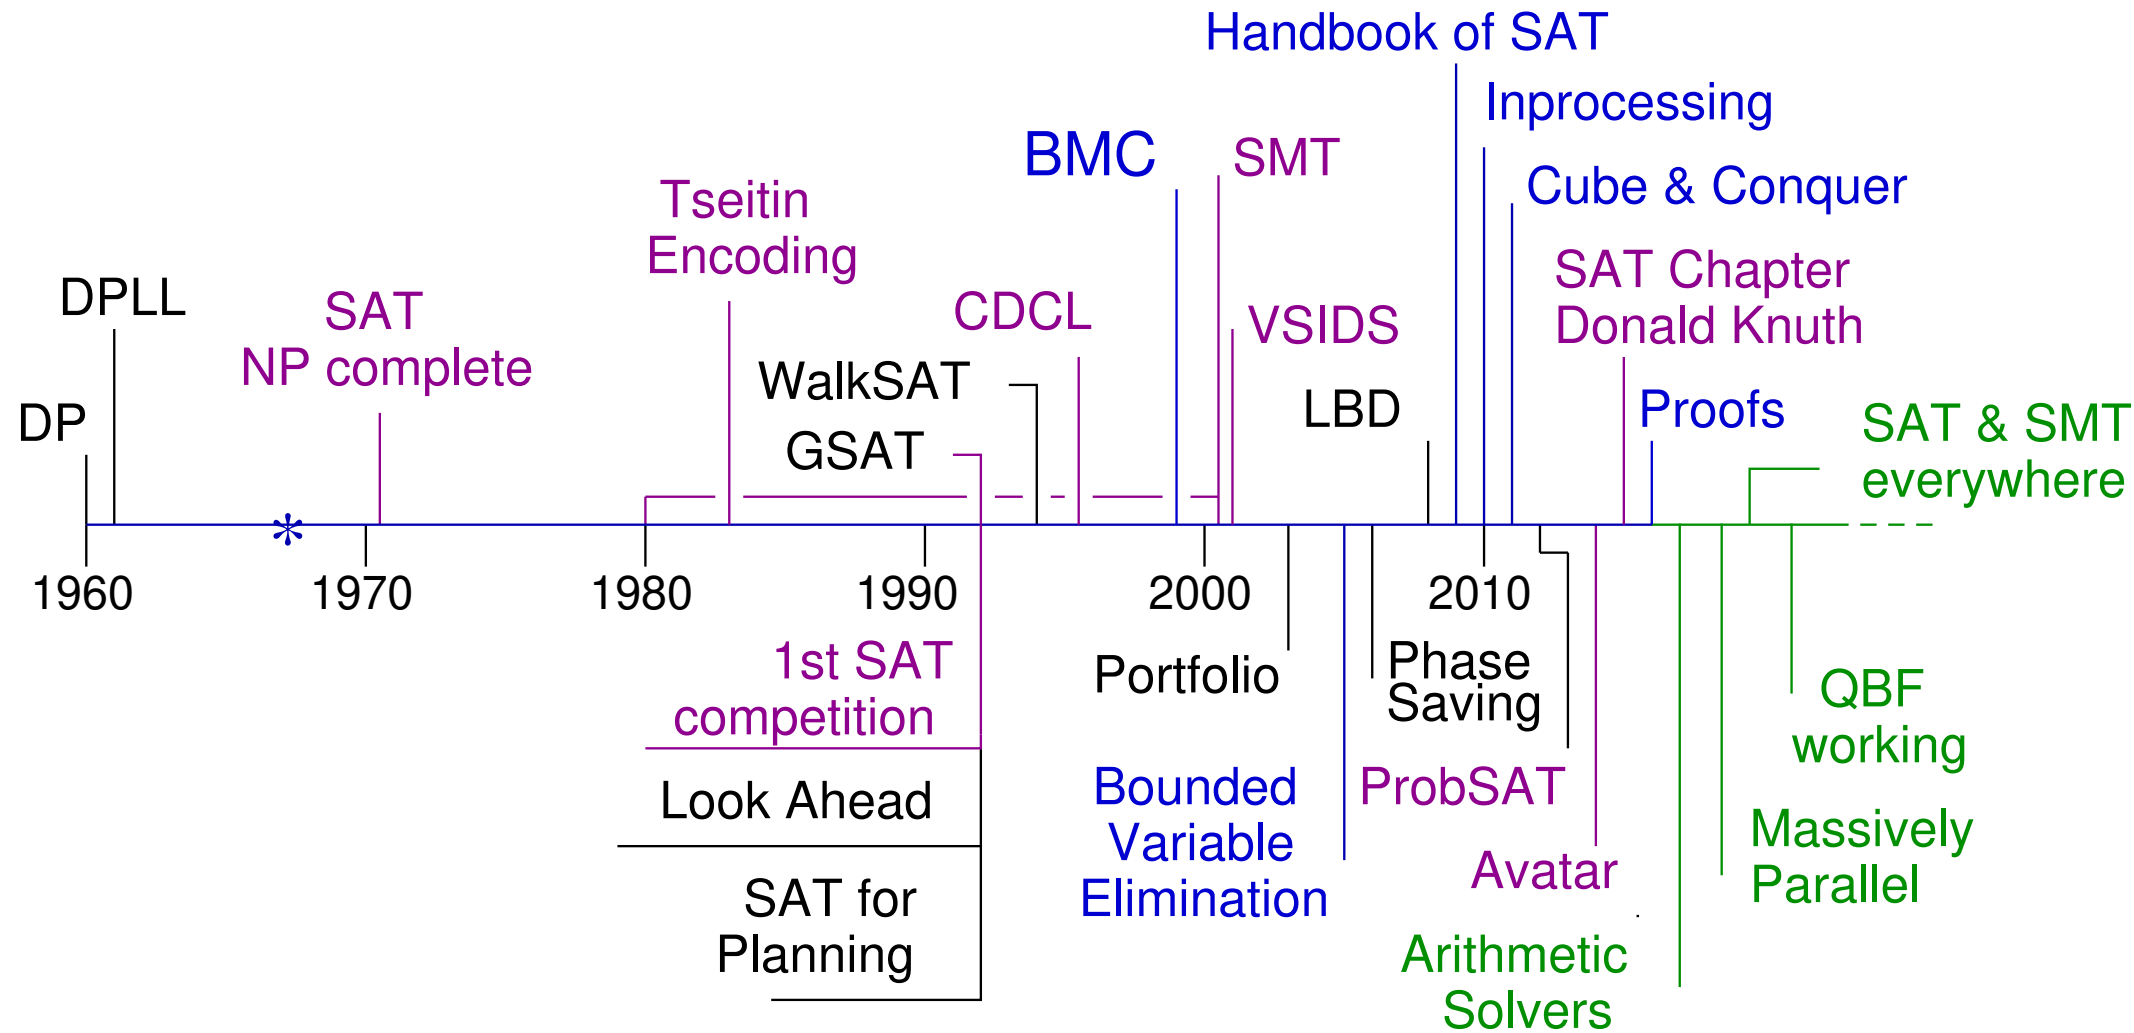 Handbook of SAT
Inprocessing
BMC
SMT
Cube & Conquer
Tseitin
Encoding
SAT Chapter
Donald Knuth
DPLL
SAT
NP complete
CDCL
VSIDS
WalkSAT
DP
GSAT
LBD
Proofs
SAT & SMT
everywhere
*
1960
1970
1980
1990
2000
2010
1st SAT
competition
Portfolio
Phase
Saving
QBF
working
Look Ahead
Bounded
Variable
Elimination
ProbSAT
Massively
Parallel
Avatar
SAT for
Planning
Arithmetic
Solvers